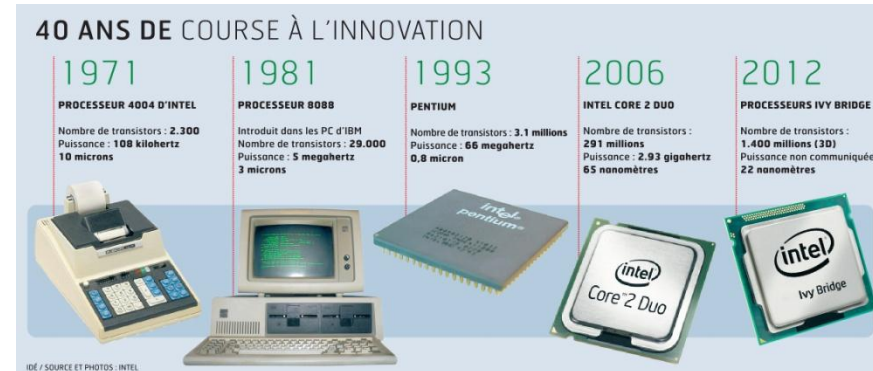 40 ANS DE COURSE À L'INNOVATION
1971
PROCESSEUR 4004 D'INTEL
Nombre de transistors : 2.300
Puissance : 108 kilohertz
10 microns
1981
PROCESSEUR 8088
Introduit dans les PC d'IBM
Nombre de transistors : 29.000
Puissance : 5 megahertz
3 microns
1993
PENTIUM
Nombre de transistors : 3.1 millions
Puissance : 66 megahertz
0,8 micron
2006
INTEL CORE 2 DUO
Nombre de transistors :
291 millions
Puissance : 2.93 gigahertz
65 nanomètres
2012
PROCESSEURS IVY BRIDGE
Nombre de transistors :
1.400 millions (3D)
Puissance non communiquée
22 nanomètres
intel
pentium
intel
Core™2 Duo
intel
Ivy Bridge
IDÉ / SOURCE ET PHOTOS : INTEL